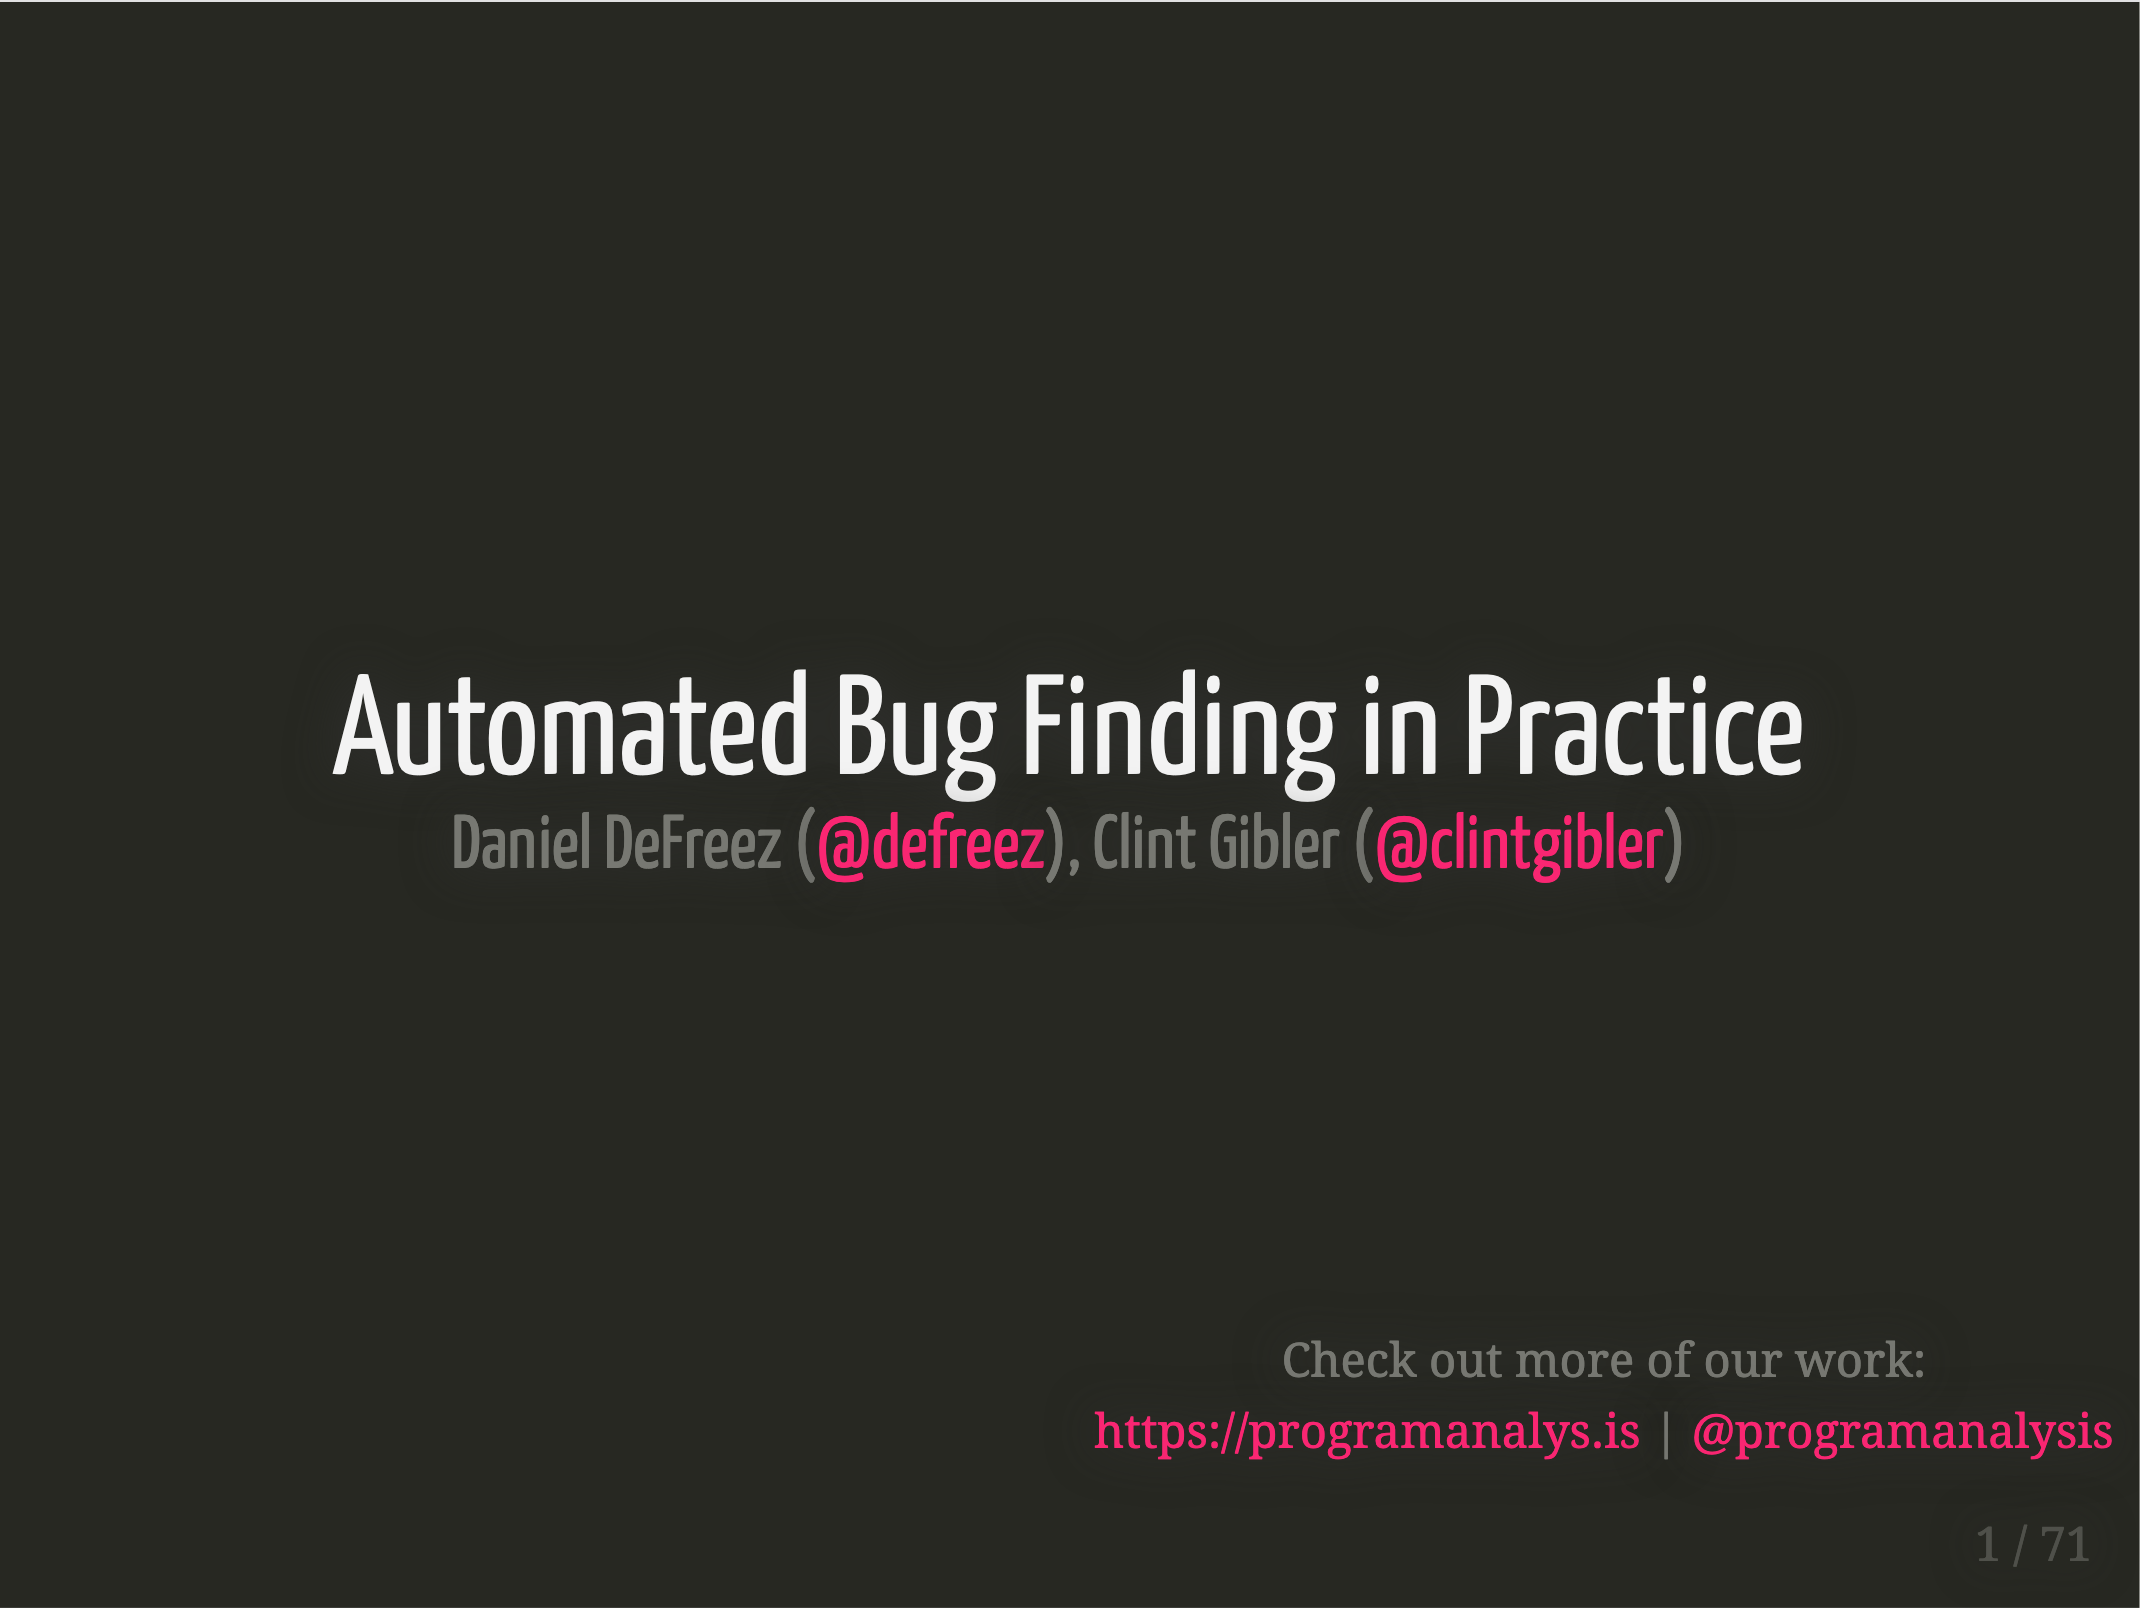 Automated Bug Finding in Practice
Daniel DeFreez (@defreez), Clint Gibler (@clintgibler)
Check out more of our work:
https://programanalys.is | @programanalysis
1 / 71